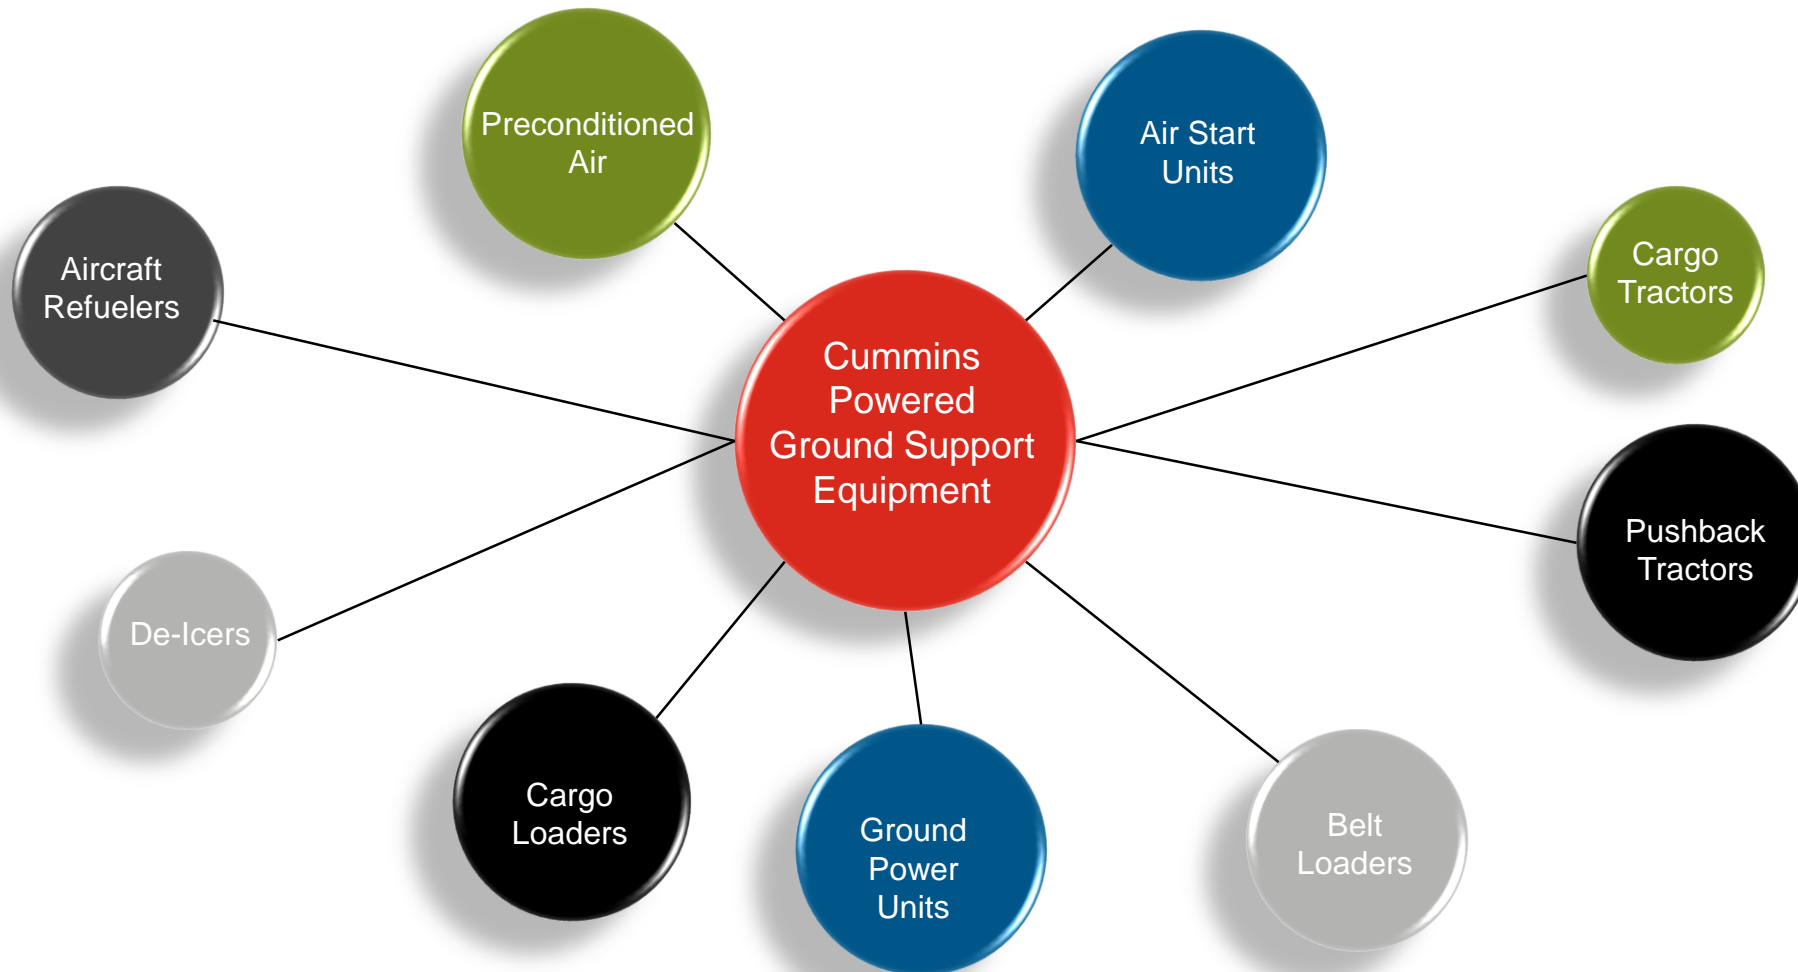 Preconditioned
Air
Air Start
Units
Aircraft
Refuelers
Cargo
Tractors
Cummins
Powered
Ground Support
Equipment
Pushback
Tractors
De-Icers
Cargo
Loaders
Ground
Power
Units
Belt
Loaders